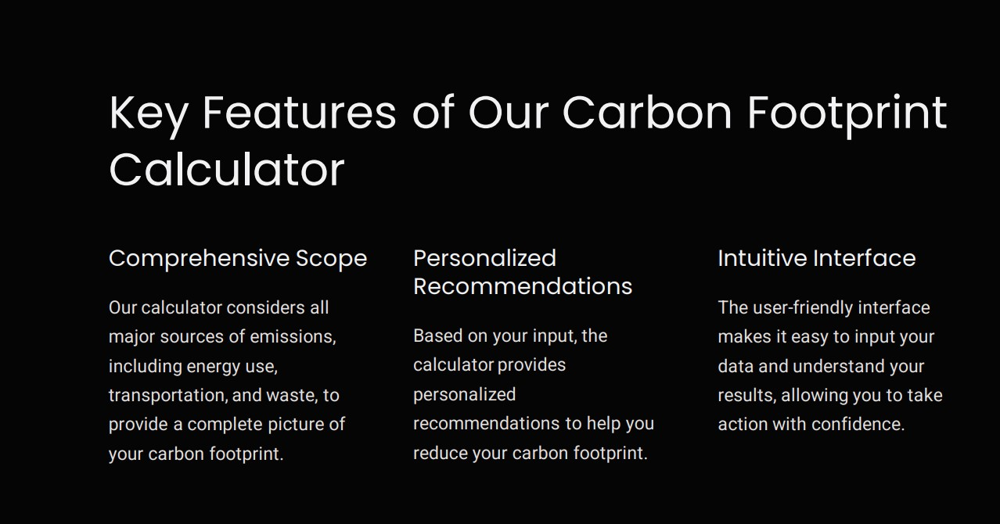 Key Features of Our Carbon Footprint
Calculator
Comprehensive Scope
Our calculator considers all
major sources of emissions,
including energy use,
transportation, and waste, to
provide a complete picture of
your carbon footprint.
Personalized
Recommendations
Based on your input, the
calculator provides
personalized
recommendations to help you
reduce your carbon footprint.
Intuitive Interface
The user-friendly interface
makes it easy to input your
data and understand your
results, allowing you to take
action with confidence.